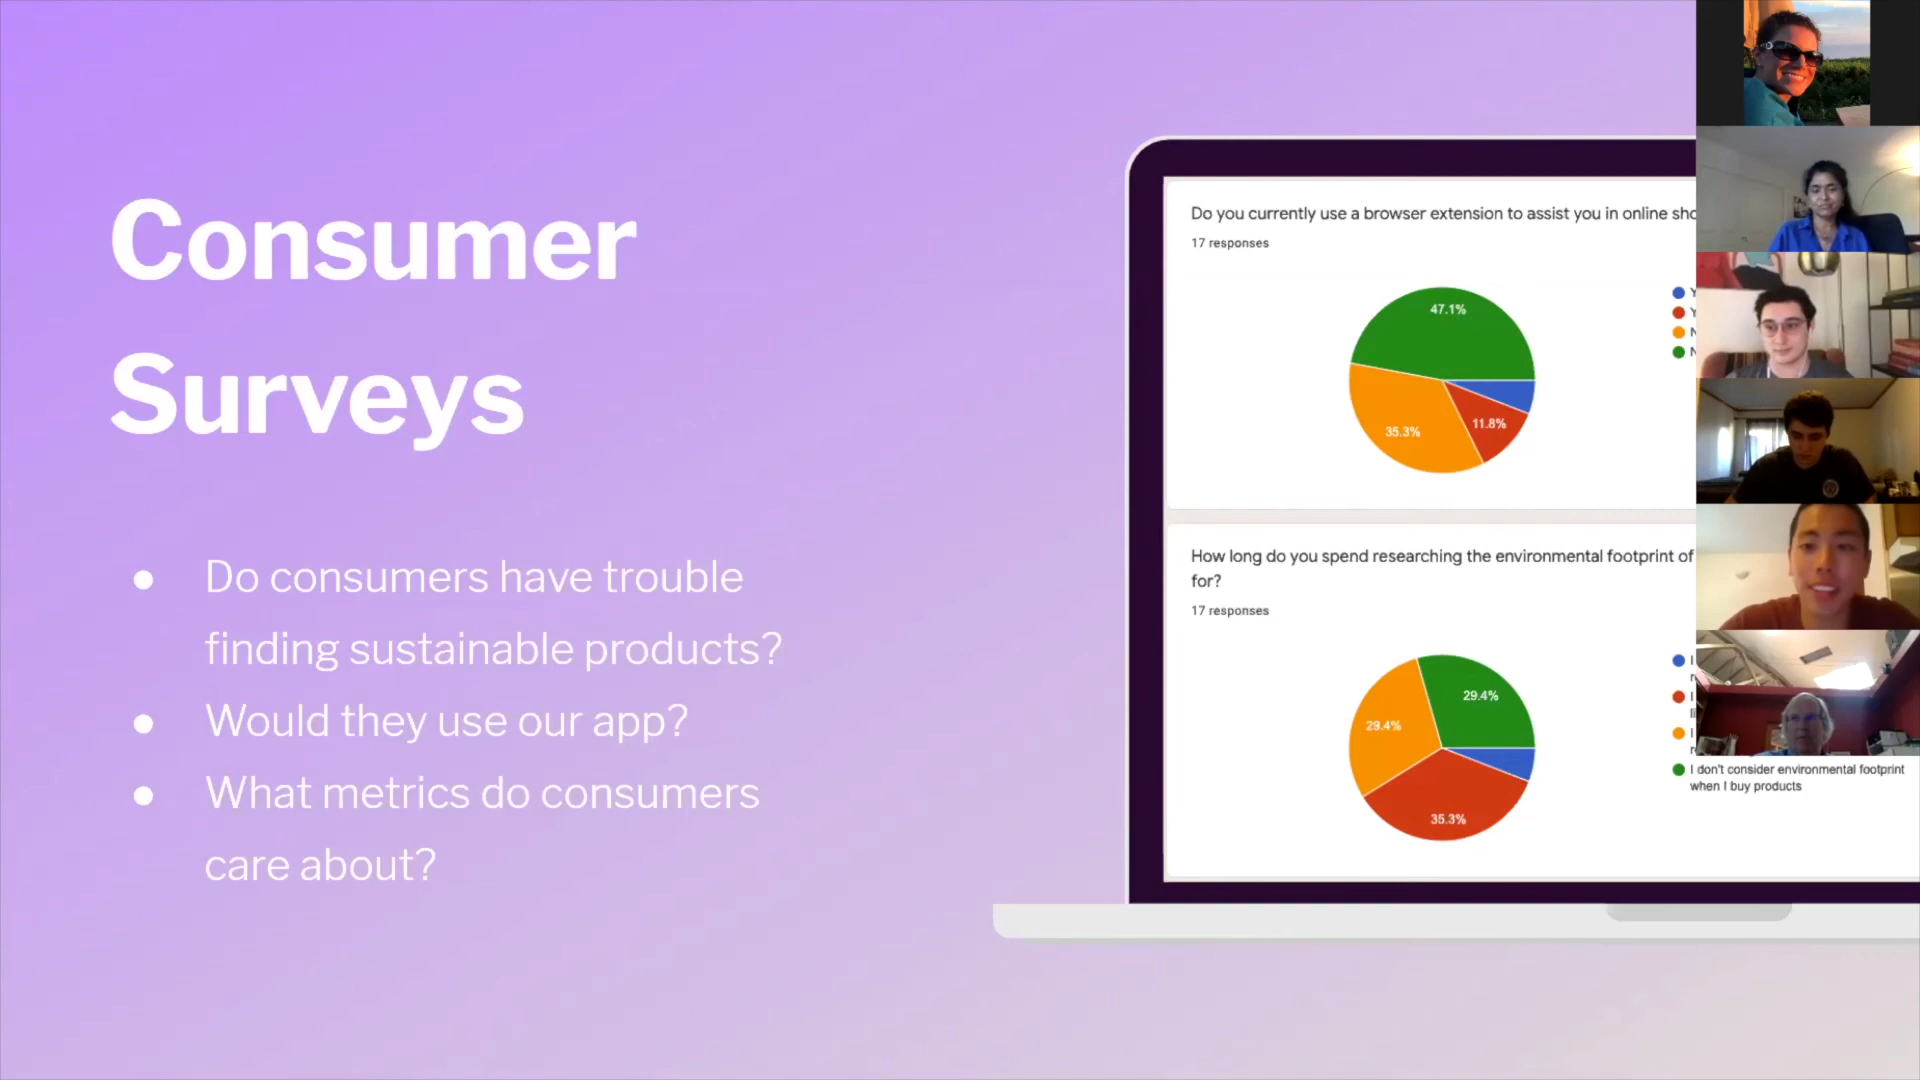 Consumer
Surveys
● Do consumers have trouble
finding sustainable products?
● Would they use our app?
● What metrics do consumers
care about?
Do you currently use a browser extension to assist you in online
17 responses
47.1%
35.3%
11.8%
How long do you spend researching the environmental footprint of
for?
17 responses
29.4%
29.4%
35.3%
I don't consider environmental footprint
when I buy products